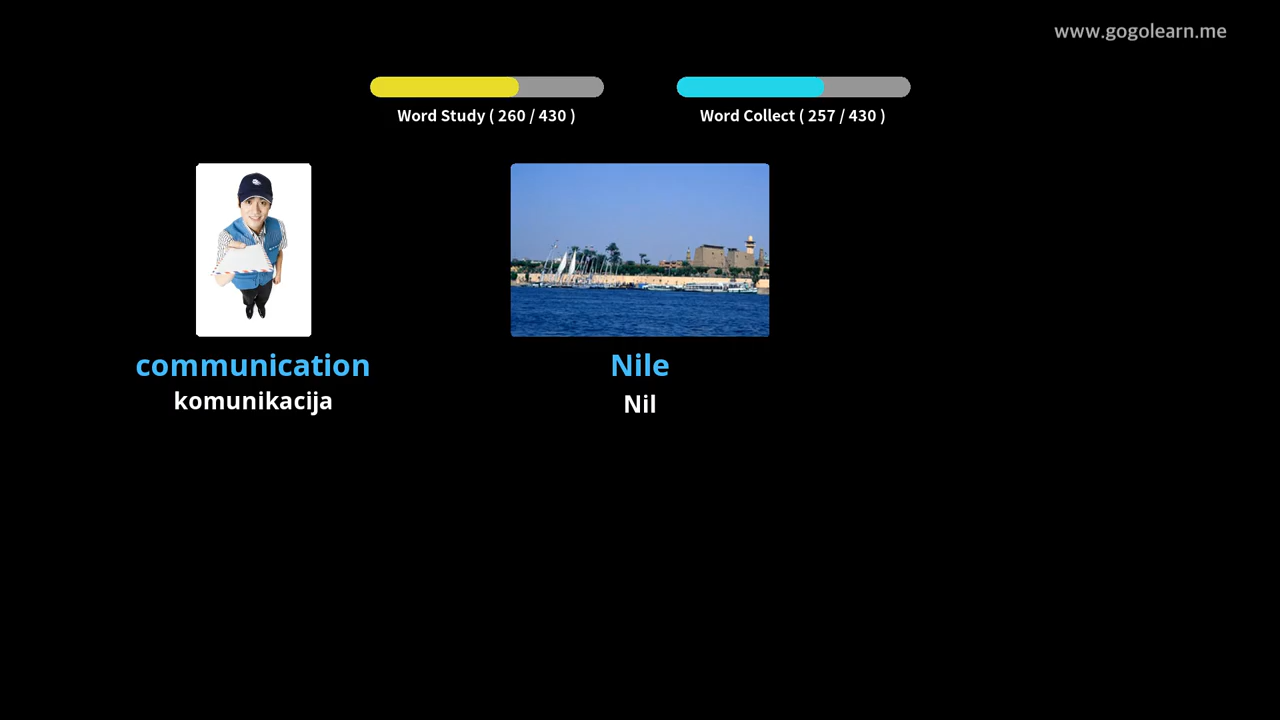 www.gogolearn.me
Word Study ( 260 / 430 )
Word Collect ( 257 / 430 )
communication
komunikacija
Nile
Nil